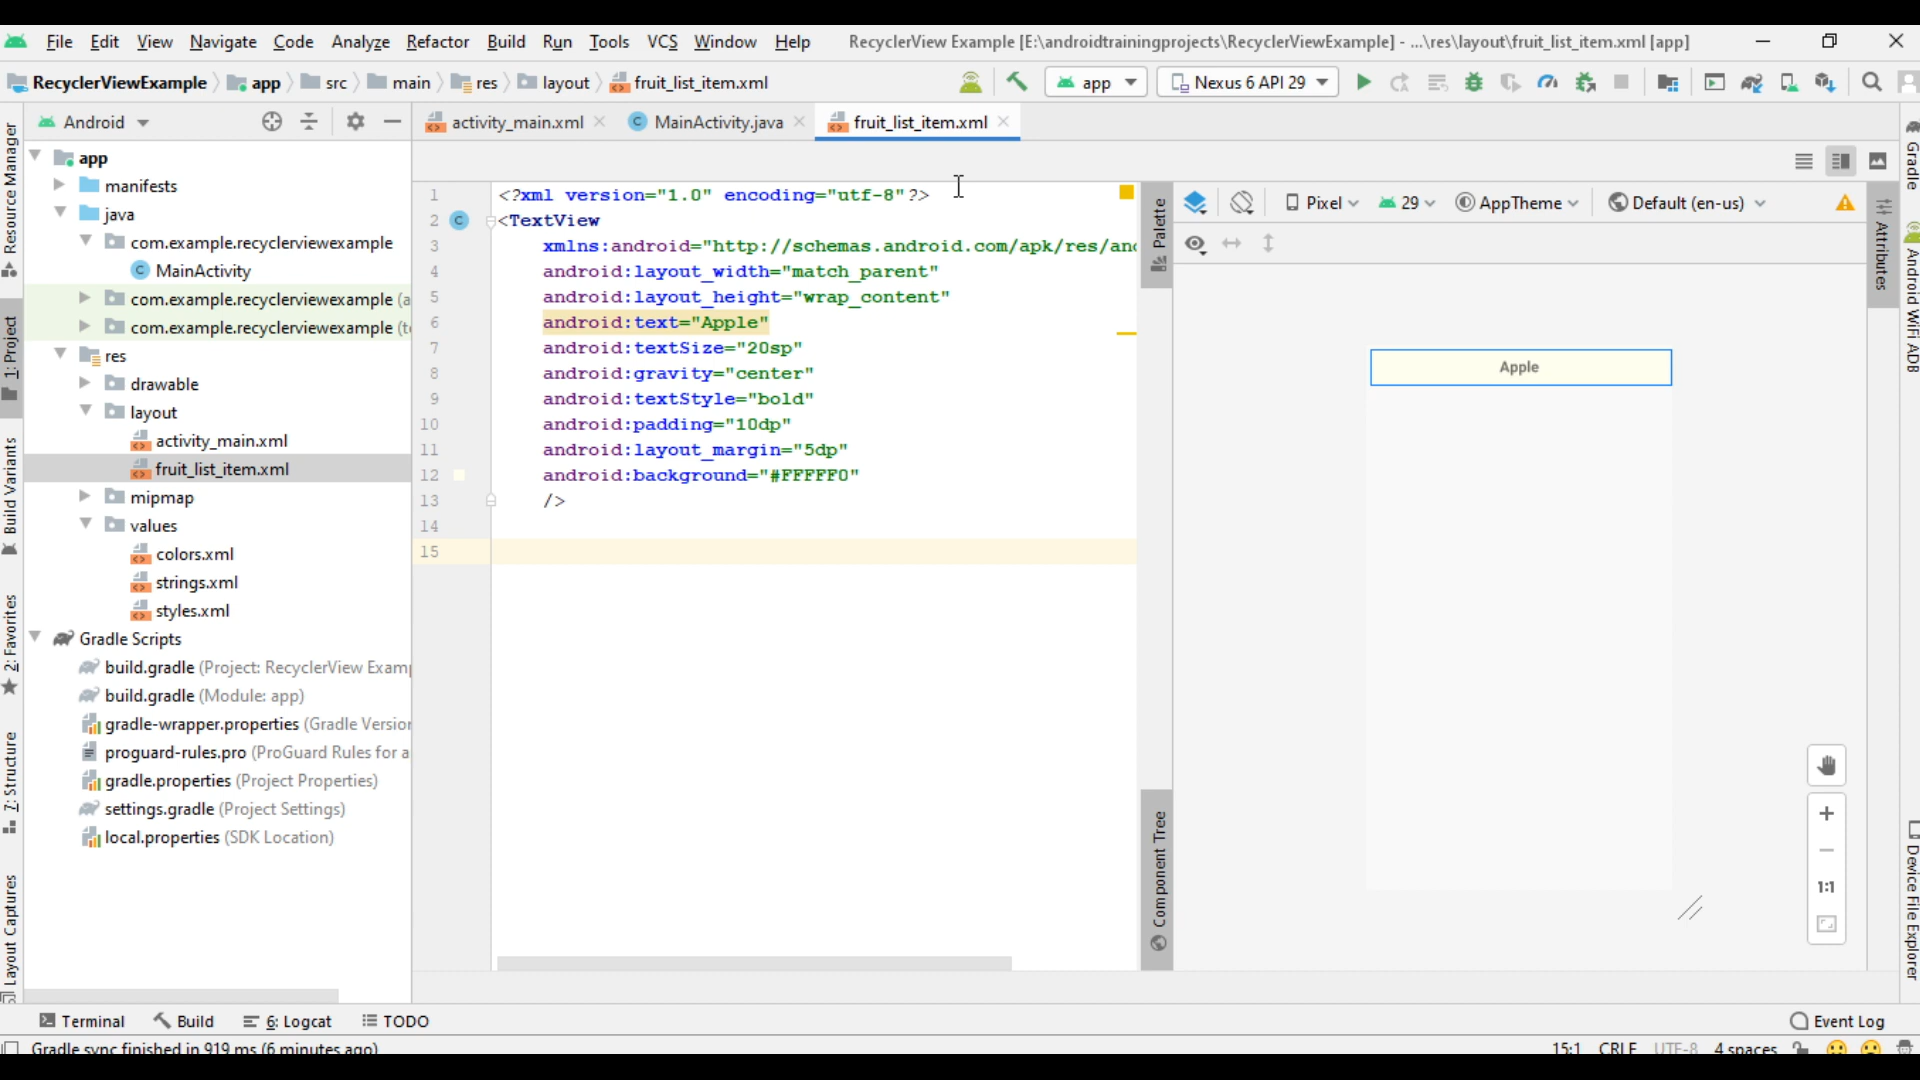 File Edit View Navigate Code Analyze Refactor Build Run Tools VCS Window Help RecyclerView Example [E:\androidtrainingprojects\RecyclerViewExample] - ...\res\layout\fruit_list_item.xml [app]
RecyclerViewExample app src main res layout fruit_list_item.xml app Nexus 6 API 29
Android activity_main.xml MainActivity.java fruit_list_item.xml
Resource Manager
1: Project
Build Variants
2: Favorites
7: Structure
Layout Captures
app
manifests
java
com.example.recyclerviewexample
MainActivity
com.example.recyclerviewexample (a
com.example.recyclerviewexample (t
res
drawable
layout
activity_main.xml
fruit_list_item.xml
mipmap
values
colors.xml
strings.xml
styles.xml
Gradle Scripts
build.gradle (Project: RecyclerView Exam
build.gradle (Module: app)
gradle-wrapper.properties (Gradle Version
proguard-rules.pro (ProGuard Rules for a
gradle.properties (Project Properties)
settings.gradle (Project Settings)
local.properties (SDK Location)
1 <?xml version="1.0" encoding="utf-8"?>
2 C <TextView
3 xmlns:android="http://schemas.android.com/apk/res/and
4 android:layout_width="match_parent"
5 android:layout_height="wrap_content"
6 android:text="Apple"
7 android:textSize="20sp"
8 android:gravity="center"
9 android:textStyle="bold"
10 android:padding="10dp"
11 android:layout_margin="5dp"
12 android:background="#FFFFF0"
13 />
14
15
Palette
Component Tree
Pixel 29 AppTheme Default (en-us)
Apple
1:1
Attributes
Gradle
Android WiFi ADB
Device File Explorer
Terminal Build 6: Logcat TODO Event Log
Gradle sync finished in 919 ms (6 minutes ago) 15:1 CRLF UTF-8 4 spaces